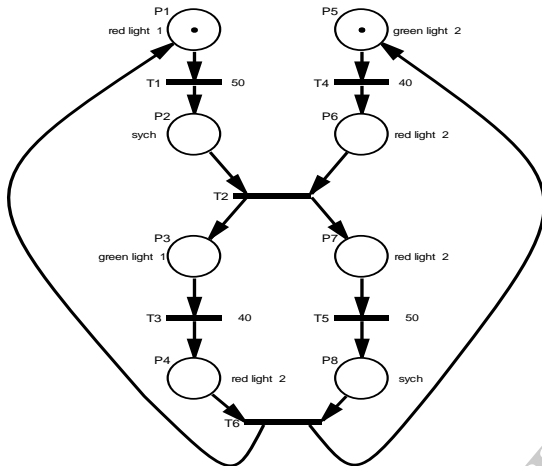 P1 P5
red light 1 green light 2
T1 50 T4 40
P2 P6
sych red light 2
T2
P3 P7
green light 1 red light 2
T3 40 T5 50
P4 P8
red light 2 sych
T6